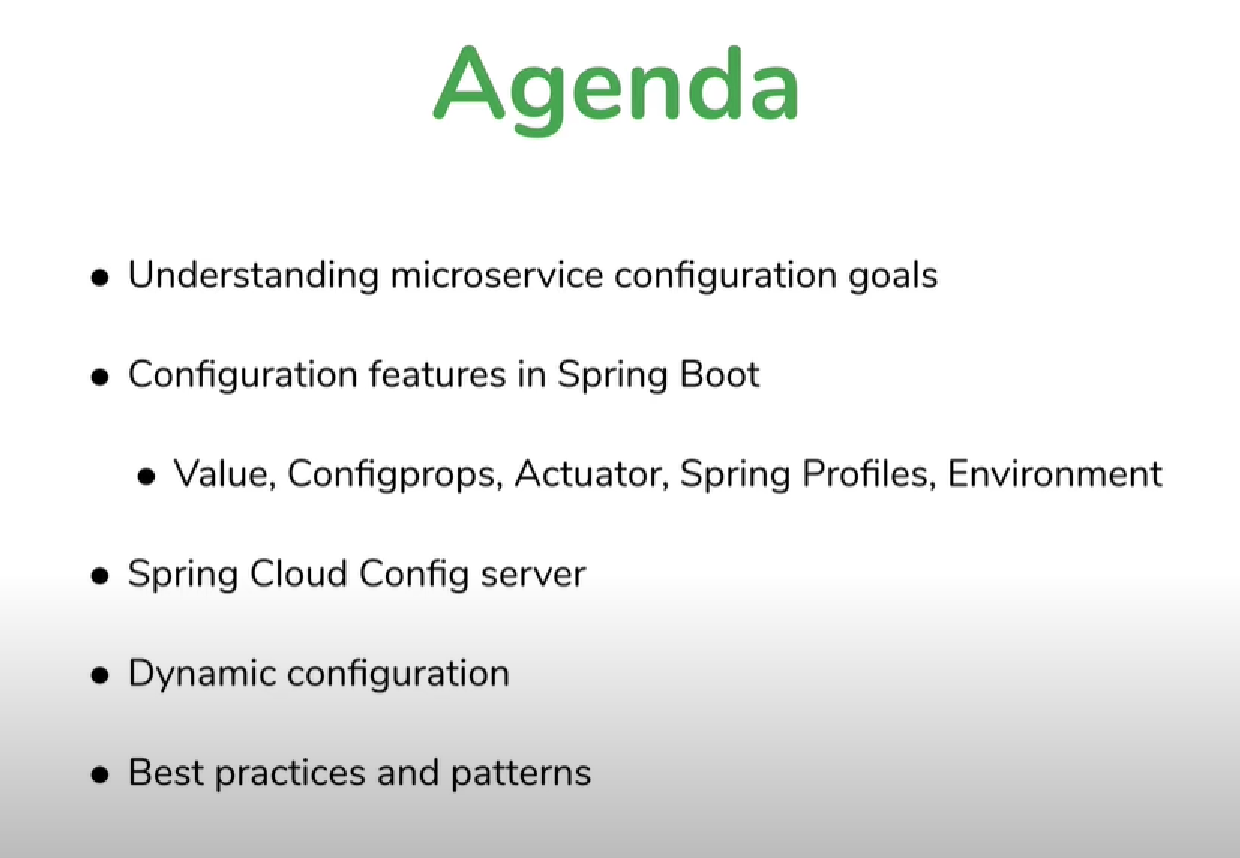 Agenda
• Understanding microservice configuration goals
• Configuration features in Spring Boot
• Value, Configprops, Actuator, Spring Profiles, Environment
• Spring Cloud Config server
• Dynamic configuration
• Best practices and patterns